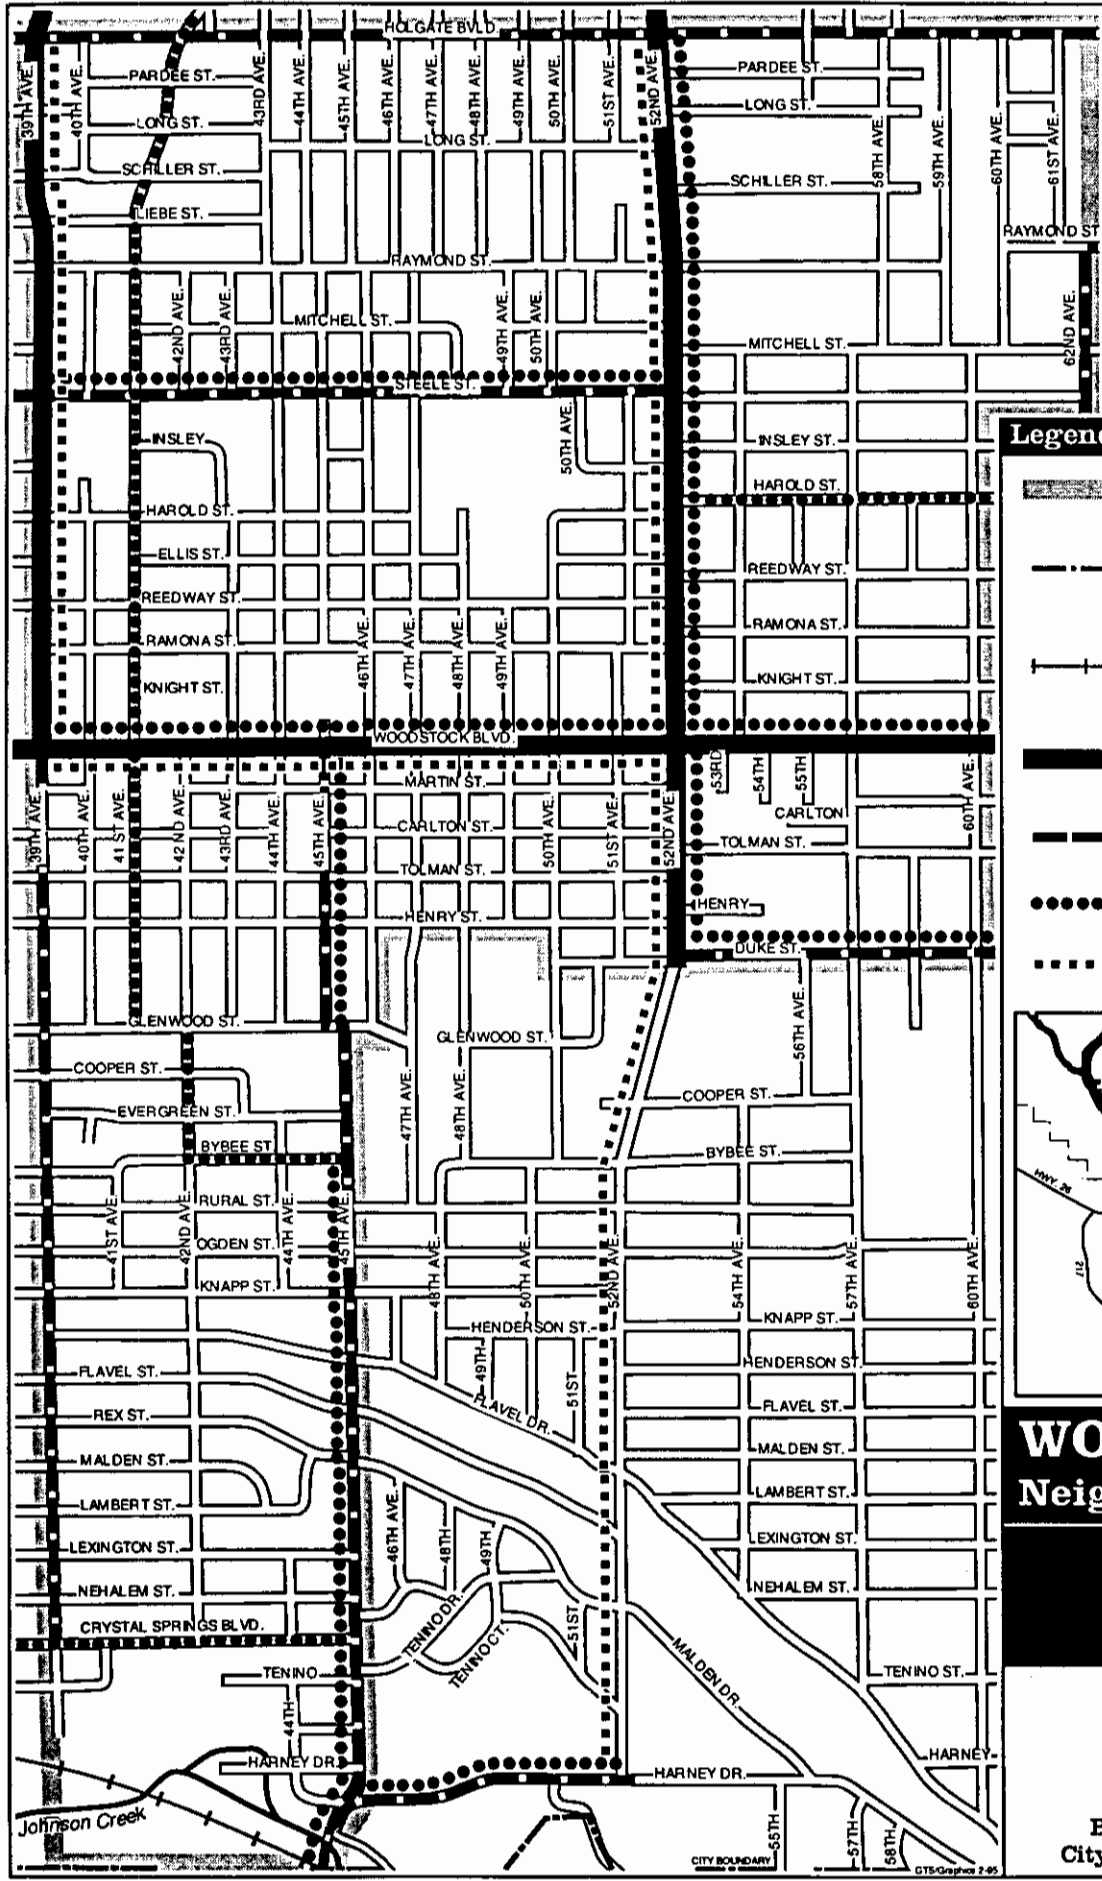 HOLGATE BVLD.
39TH AVE.
40TH AVE.
43RD AVE.
44TH AVE.
45TH AVE.
46TH AVE.
47TH AVE.
48TH AVE.
49TH AVE.
50TH AVE.
51ST AVE.
52ND AVE.
58TH AVE.
59TH AVE.
60TH AVE.
61ST AVE.
PARDEE ST.
PARDEE ST.
LONG ST.
LONG ST.
LONG ST.
SCHILLER ST.
SCHILLER ST.
LIEBE ST.
RAYMOND ST.
RAYMOND ST
42ND AVE.
43RD AVE.
MITCHELL ST.
49TH AVE.
50TH AVE.
MITCHELL ST.
62ND AVE.
STEELE ST.
50TH AVE.
INSLEY
INSLEY ST.
Legend
HAROLD ST.
HAROLD ST.
ELLIS ST.
REEDWAY ST.
REEDWAY ST.
RAMONA ST.
RAMONA ST.
KNIGHT ST.
KNIGHT ST.
46TH AVE.
47TH AVE.
48TH AVE.
49TH AVE.
WOODSTOCK BLVD.
39TH AVE.
40TH AVE.
41 ST AVE.
42 ND AVE.
43RD AVE.
44TH AVE.
45TH AVE.
MARTIN ST.
CARLTON ST.
TOLMAN ST.
HENRY ST.
50TH AVE.
51ST AVE.
52ND AVE.
53RD
54TH
55TH
60TH AVE.
CARLTON
TOLMAN ST.
HENRY
DUKE ST.
GLENWOOD ST.
GLENWOOD ST.
56TH AVE.
COOPER ST.
COOPER ST.
EVERGREEN ST.
47TH AVE.
48TH AVE.
BYBEE ST.
BYBEE ST.
HWY. 26
217
41ST AVE.
42ND AVE.
44TH AVE.
45TH AVE.
RURAL ST.
OGDEN ST.
KNAPP ST.
48TH AVE.
50TH AVE.
52ND AVE.
54TH AVE.
57TH AVE.
60TH AVE.
KNAPP ST.
HENDERSON ST.
HENDERSON ST.
49TH
51ST
FLAVEL ST.
FLAVEL DR.
FLAVEL ST.
REX ST.
MALDEN ST.
MALDEN ST.
LAMBERT ST.
LAMBERT ST.
WO
Neig
LEXINGTON ST.
LEXINGTON ST.
46TH AVE.
48TH
49TH
NEHALEM ST.
NEHALEM ST.
CRYSTAL SPRINGS BLVD.
TENINO DR.
TENINO CT.
51ST
MALDEN DR.
TENINO
TENINO ST.
44TH
HARNEY DR.
HARNEY DR.
HARNEY
Johnson Creek
55TH
57TH
58TH
CITY BOUNDARY
GTS/Graphics 2-95
B
City